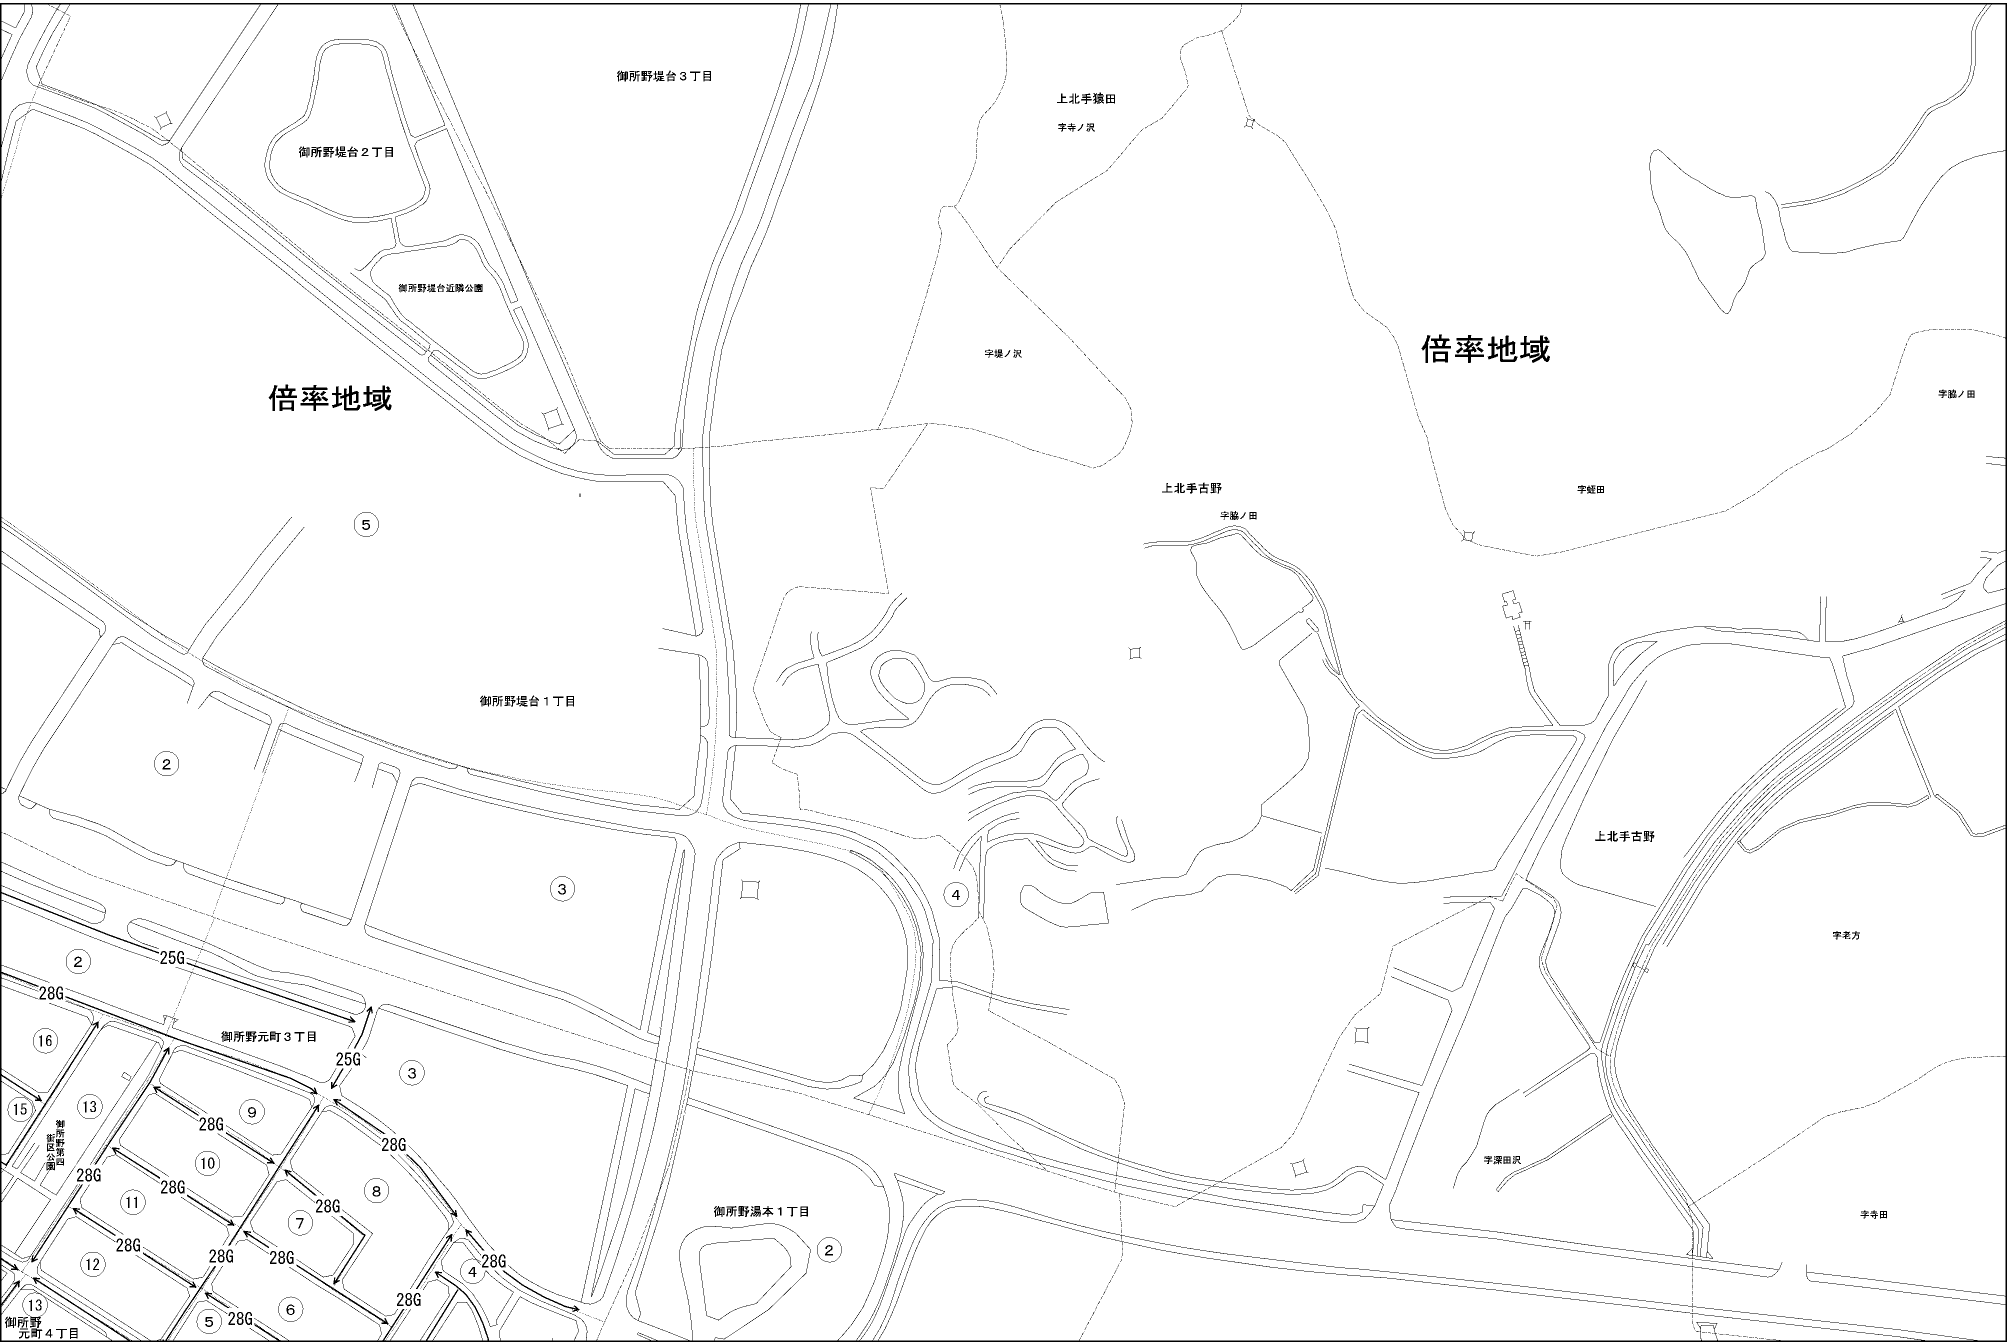 御所野堤台3丁目
上北手猿田
字寺ノ沢
御所野堤台2丁目
御所野堤台近隣公園
字堤ノ沢
倍率地域
倍率地域
字脇ノ田
上北手古野
字蛭田
字脇ノ田
5
御所野堤台1丁目
2
上北手古野
3
4
字老方
25G
2
28G
御所野元町3丁目
16
25G
3
15
13
9
28G
28G
御所野第四
街区公園
10
28G
字深田沢
28G
11
8
28G
7
御所野湯本1丁目
字寺田
28G
12
28G
28G
28G
4
2
28G
13
5
28G
6
御所野
元町4丁目